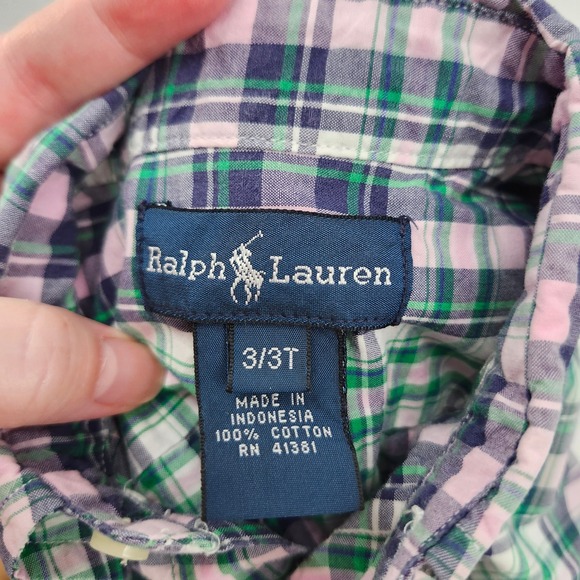 Ralph Lauren
3/3T
MADE IN
INDONESIA
100% COTTON
RN 41381